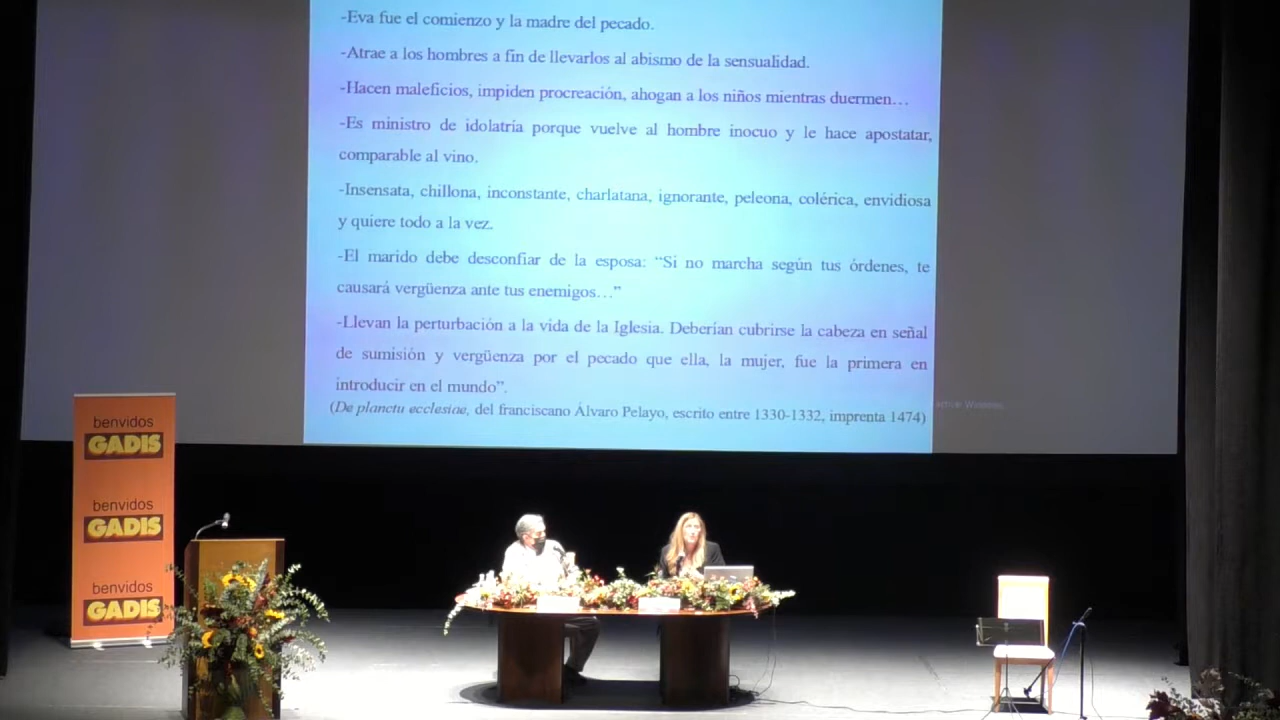 -Eva fue el comienzo y la madre del pecado.
-Atrae a los hombres a fin de llevarlos al abismo de la sensualidad.
-Hacen maleficios, impiden procreación, ahogan a los niños mientras duermen…
-Es ministro de idolatría porque vuelve al hombre inocuo y le hace apostatar,
comparable al vino.
-Insensata, chillona, inconstante, charlatana, ignorante, peleona, colérica, envidiosa
y quiere todo a la vez.
-El marido debe desconfiar de la esposa: “Si no marcha según tus órdenes, te
causará vergüenza ante tus enemigos…”
-Llevan la perturbación a la vida de la Iglesia. Deberían cubrirse la cabeza en señal
de sumisión y vergüenza por el pecado que ella, la mujer, fue la primera en
introducir en el mundo”.
(De planctu ecclesiae, del franciscano Álvaro Pelayo, escrito entre 1330-1332, imprenta 1474)
benvidos
GADIS
benvidos
GADIS
benvidos
GADIS